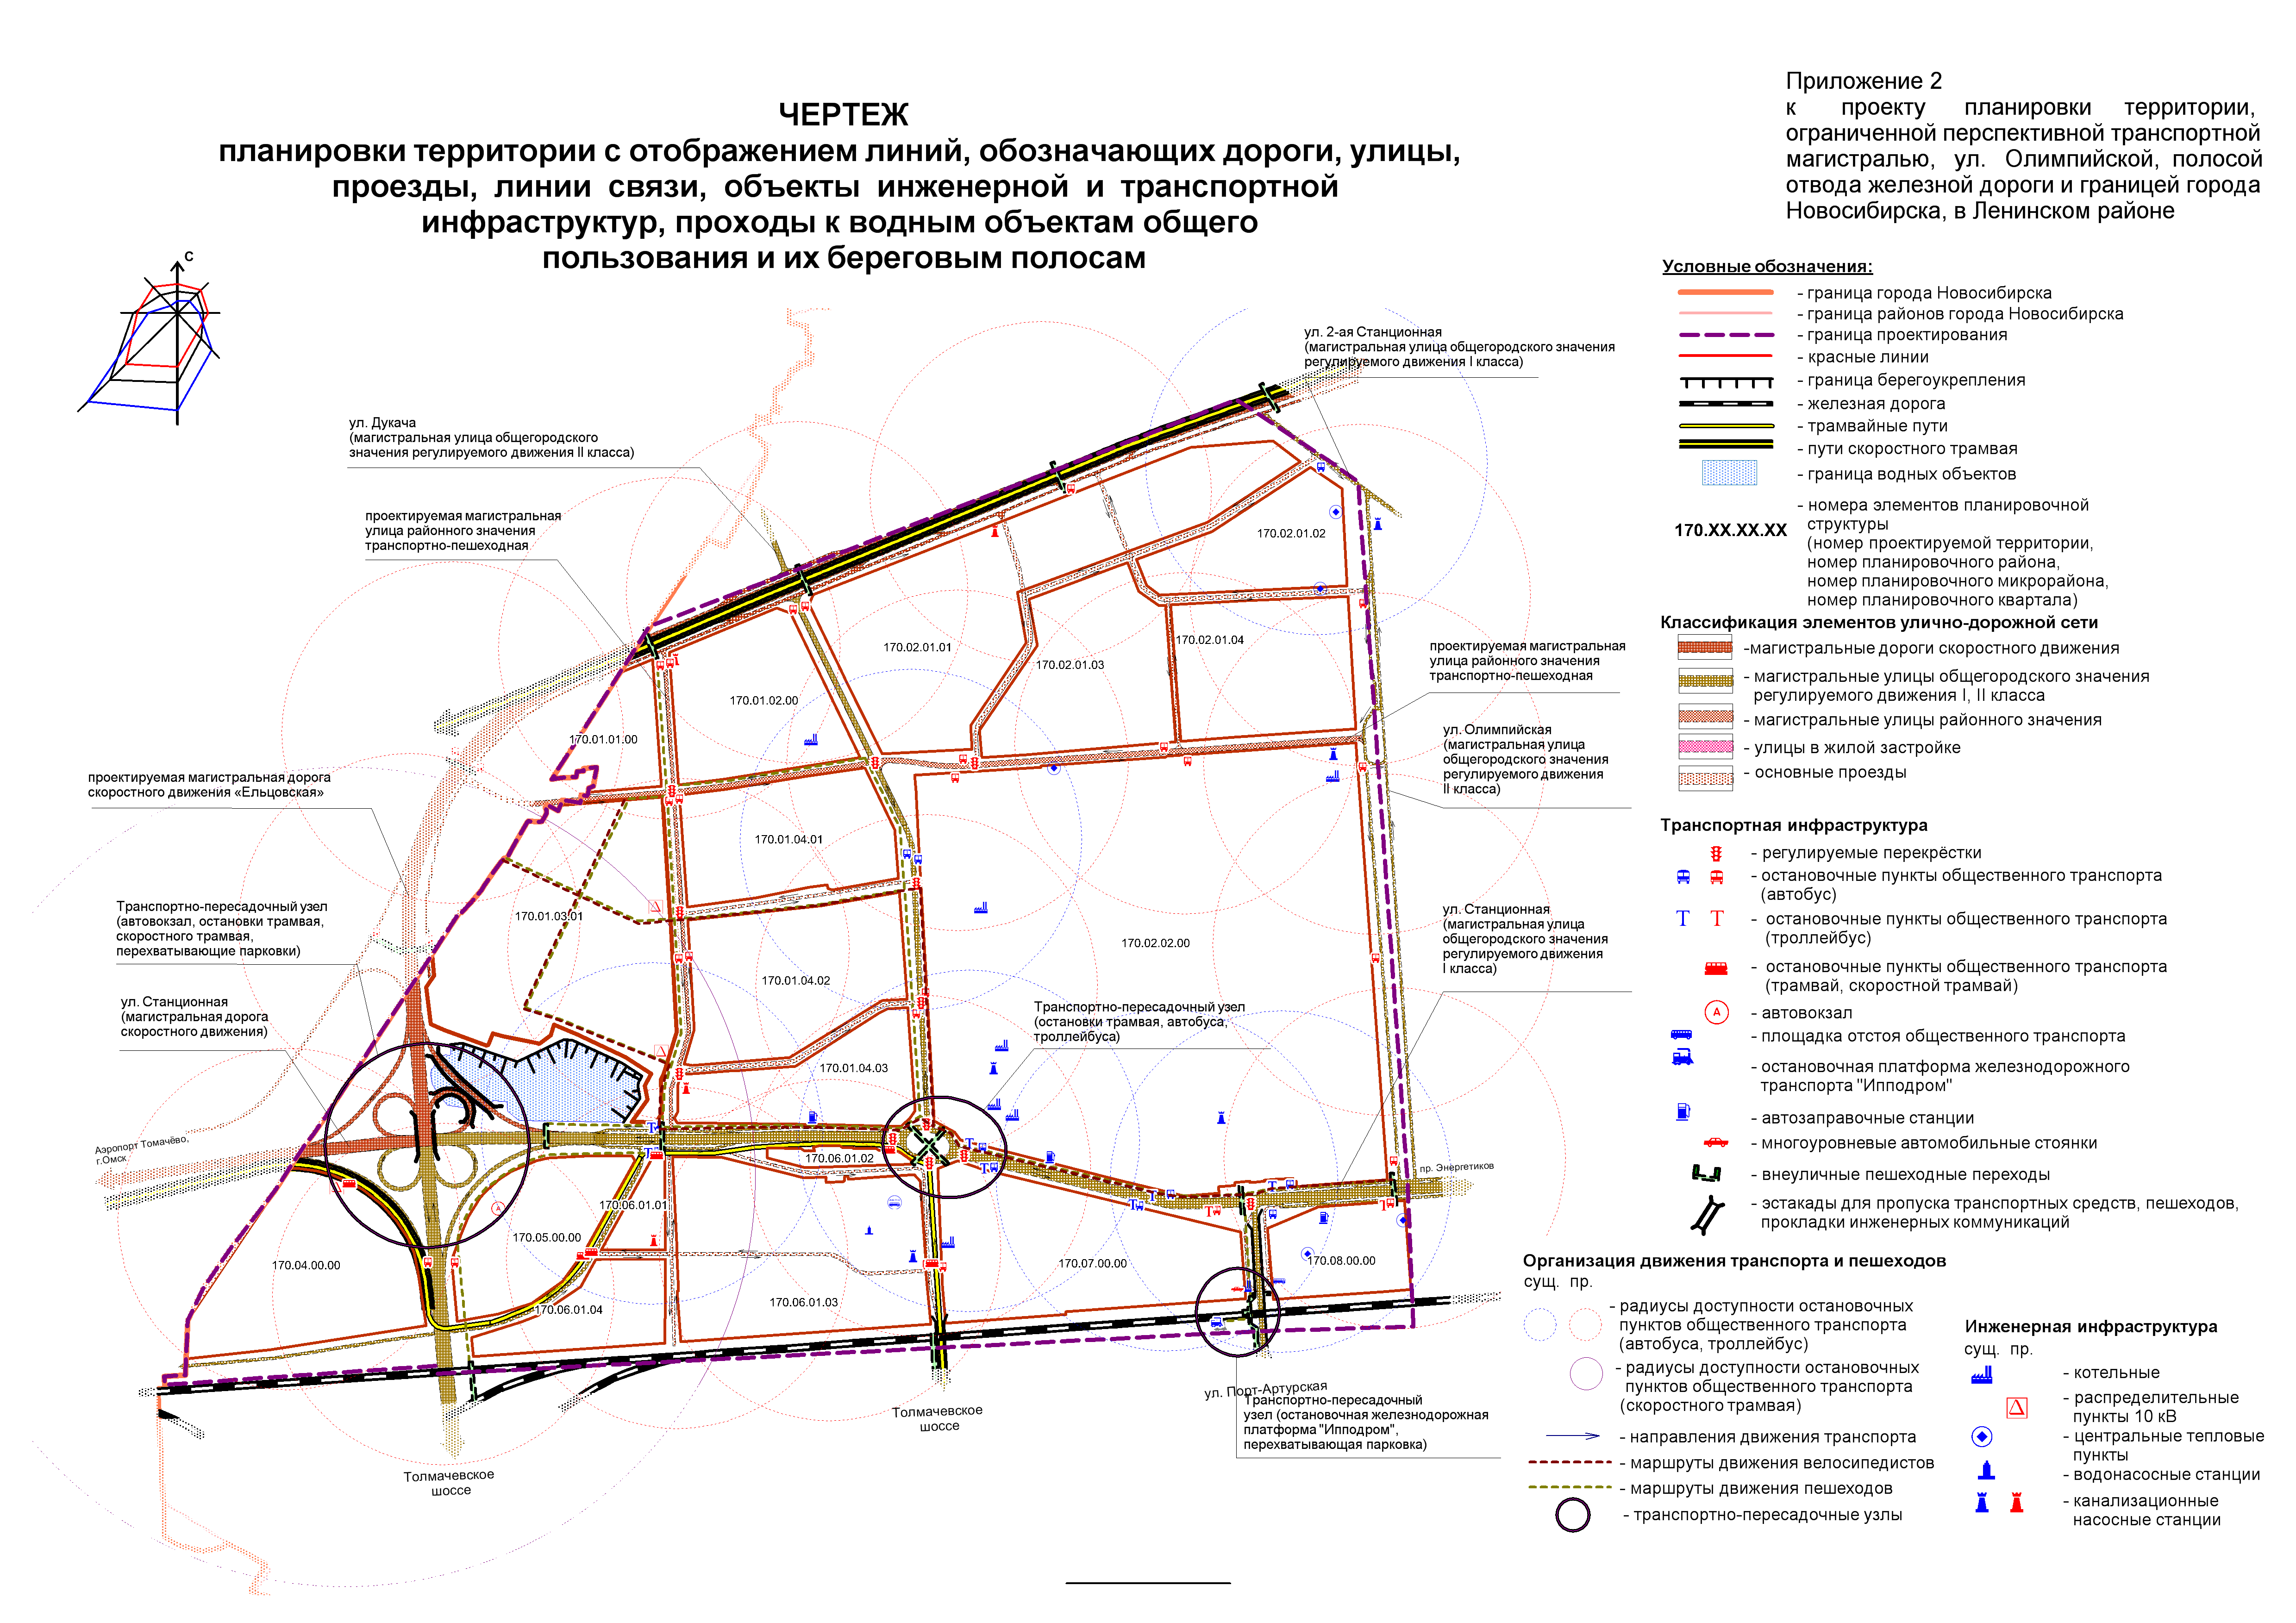 Приложение 2
к проекту планировки территории,
ограниченной перспективной транспортной
магистралью, ул. Олимпийской, полосой
отвода железной дороги и границей города
Новосибирска, в Ленинском районе
ЧЕРТЕЖ
планировки территории с отображением линий, обозначающих дороги, улицы,
проезды, линии связи, объекты инженерной и транспортной
инфраструктур, проходы к водным объектам общего
пользования и их береговым полосам
С
ул. 2-ая Станционная
(магистральная улица общегородского значения
регулируемого движения I класса)
ул. Дукача
(магистральная улица общегородского
значения регулируемого движения II класса)
проектируемая магистральная
улица районного значения
транспортно-пешеходная
170.02.01.02
170.02.01.01
170.02.01.03
170.02.01.04
проектируемая магистральная
улица районного значения
транспортно-пешеходная
170.01.02.00
170.01.01.00
ул. Олимпийская
(магистральная улица
общегородского значения
регулируемого движения
II класса)
проектируемая магистральная дорога
скоростного движения «Ельцовская»
170.01.04.01
Транспортно-пересадочный узел
(автовокзал, остановки трамвая,
скоростного трамвая,
перехватывающие парковки)
170.01.03.01
170.02.02.00
ул. Станционная
(магистральная улица
общегородского значения
регулируемого движения
I класса)
170.01.04.02
ул. Станционная
(магистральная дорога
скоростного движения)
Транспортно-пересадочный узел
(остановки трамвая, автобуса,
троллейбуса)
170.01.04.03
Аэропорт Томачёво,
г.Омск
170.06.01.02
пр. Энергетиков
А
170.06.01.01
170.05.00.00
170.04.00.00
170.07.00.00
170.08.00.00
170.06.01.04
170.06.01.03
ул. Порт-Артурская
Транспортно-пересадочный
узел (остановочная железнодорожная
платформа "Ипподром",
перехватывающая парковка)
Толмачевское
шоссе
Толмачевское
шоссе
Условные обозначения:
- граница города Новосибирска
- граница районов города Новосибирска
- граница проектирования
- красные линии
- граница берегоукрепления
- железная дорога
- трамвайные пути
- пути скоростного трамвая
- граница водных объектов
170.XX.XX.XX
- номера элементов планировочной
структуры
(номер проектируемой территории,
номер планировочного района,
номер планировочного микрорайона,
номер планировочного квартала)
Классификация элементов улично-дорожной сети
-магистральные дороги скоростного движения
- магистральные улицы общегородского значения
регулируемого движения I, II класса
- магистральные улицы районного значения
- улицы в жилой застройке
- основные проезды
Транспортная инфраструктура
- регулируемые перекрёстки
- остановочные пункты общественного транспорта
(автобус)
Т Т - остановочные пункты общественного транспорта
(троллейбус)
- остановочные пункты общественного транспорта
(трамвай, скоростной трамвай)
А - автовокзал
- площадка отстоя общественного транспорта
- остановочная платформа железнодорожного
транспорта "Ипподром"
- автозаправочные станции
- многоуровневые автомобильные стоянки
- внеуличные пешеходные переходы
- эстакады для пропуска транспортных средств, пешеходов,
прокладки инженерных коммуникаций
Организация движения транспорта и пешеходов
сущ. пр.
- радиусы доступности остановочных
пунктов общественного транспорта
(автобуса, троллейбус)
- радиусы доступности остановочных
пунктов общественного транспорта
(скоростного трамвая)
- направления движения транспорта
- маршруты движения велосипедистов
- маршруты движения пешеходов
- транспортно-пересадочные узлы
Инженерная инфраструктура
сущ. пр.
- котельные
- распределительные
пункты 10 кВ
- центральные тепловые
пункты
- водонасосные станции
- канализационные
насосные станции